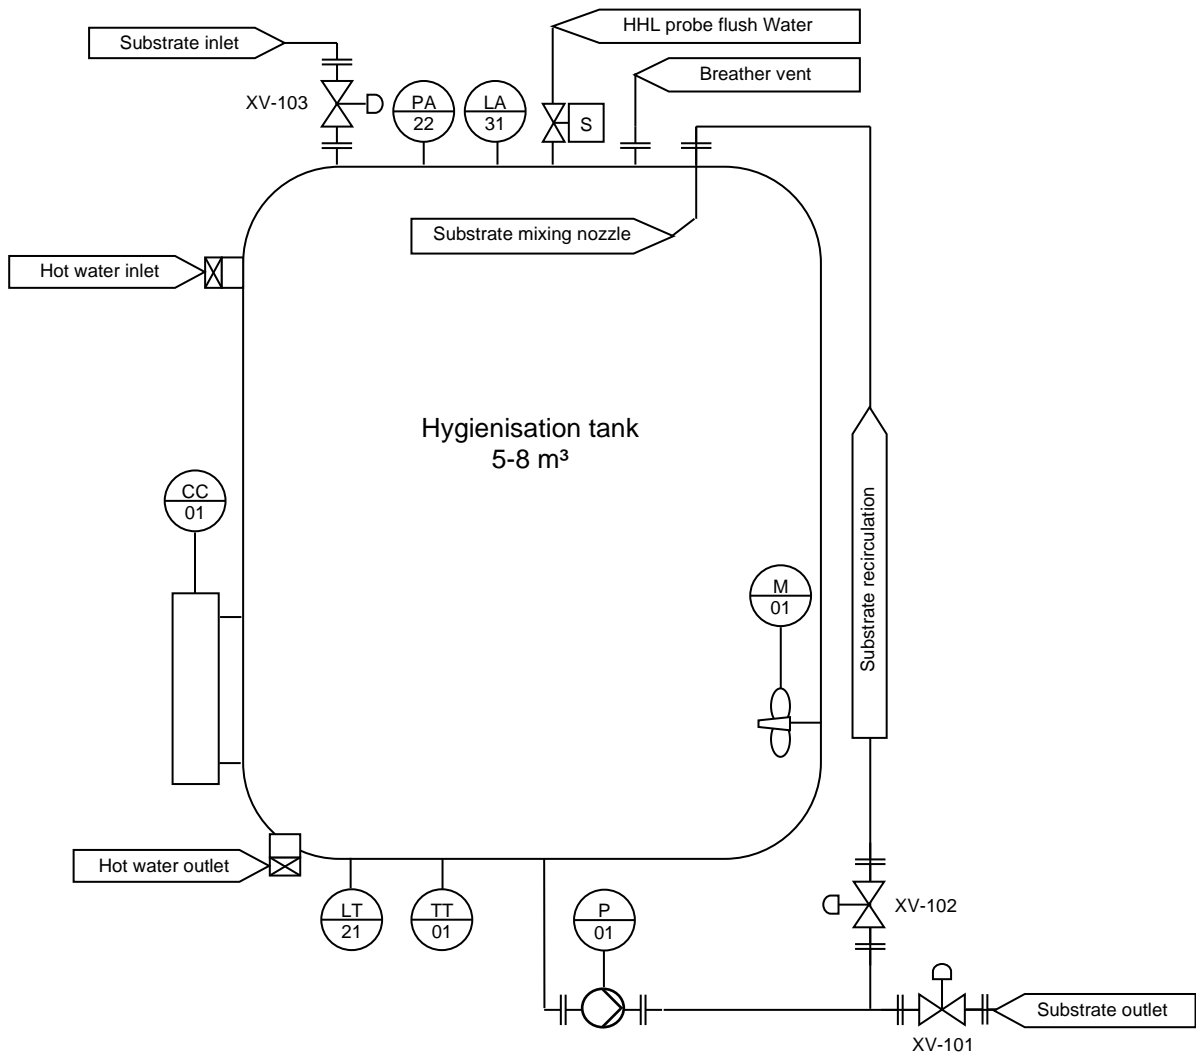 HHL probe flush Water
Substrate inlet
Breather vent
XV-103
PA
22
LA
31
S
Substrate mixing nozzle
Hot water inlet
Hygienisation tank
5-8 m³
CC
01
Substrate recirculation
M
01
Hot water outlet
LT
21
TT
01
P
01
XV-102
Substrate outlet
XV-101